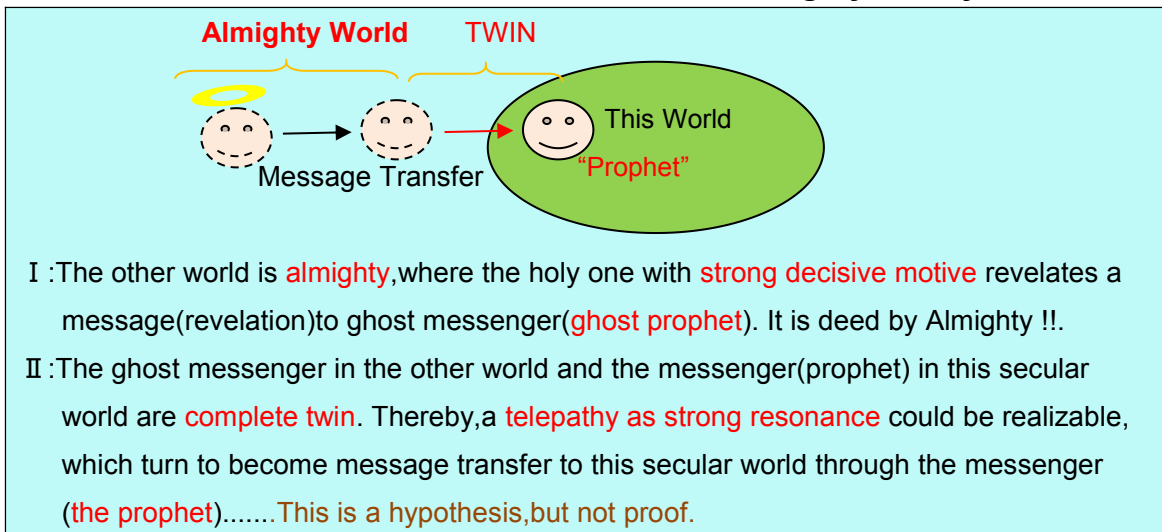 Almighty World TWIN
This World
"Prophet"
Message Transfer
Ⅰ:The other world is almighty,where the holy one with strong decisive motive revelates a
message(revelation)to ghost messenger(ghost prophet). It is deed by Almighty !!.
Ⅱ:The ghost messenger in the other world and the messenger(prophet) in this secular
world are complete twin. Thereby,a telepathy as strong resonance could be realizable,
which turn to become message transfer to this secular world through the messenger
(the prophet).......This is a hypothesis,but not proof.